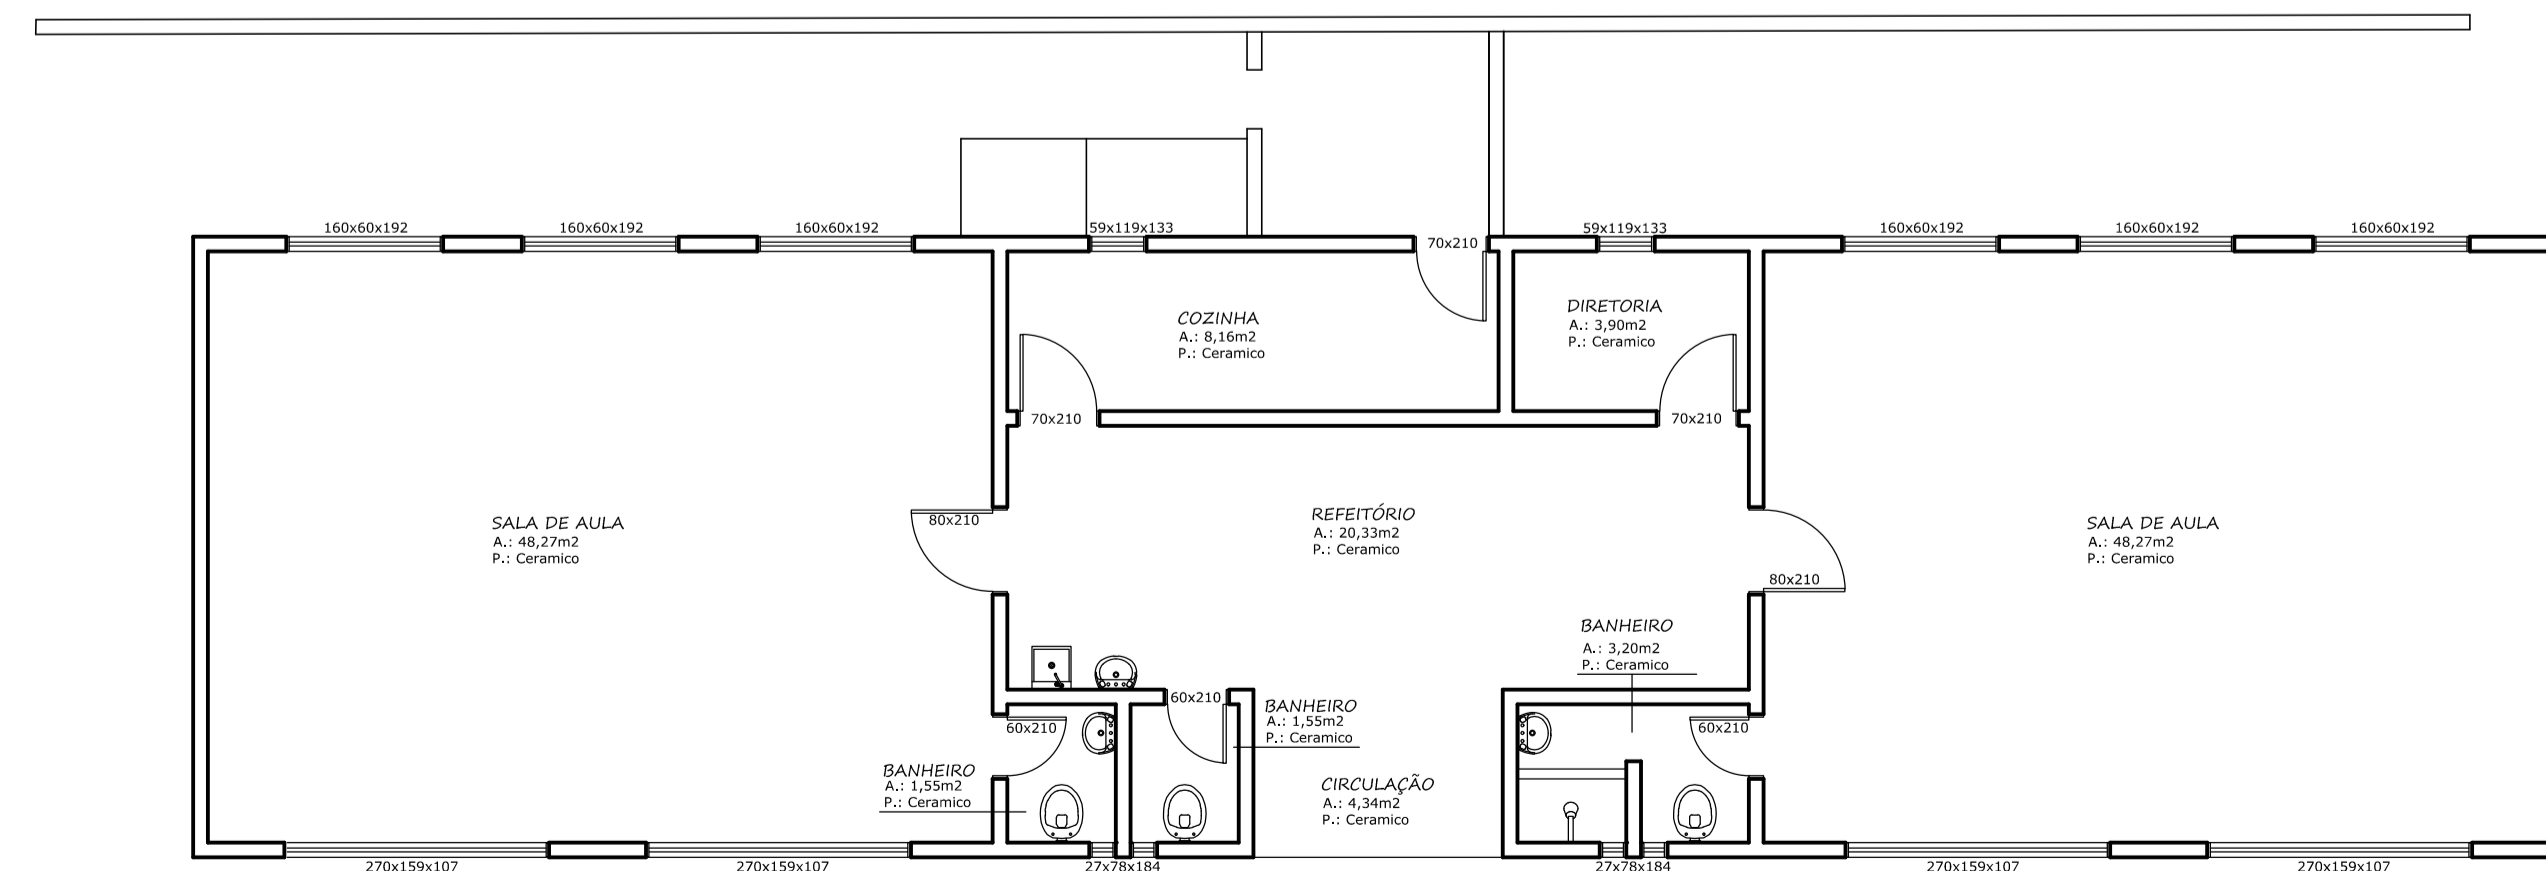 160x60x192
160x60x192
160x60x192
59x119x133
70x210
59x119x133
160x60x192
160x60x192
160x60x192
COZINHA
A.: 8,16m2
P.: Ceramico
DIRETORIA
A.: 3,90m2
P.: Ceramico
70x210
70x210
SALA DE AULA
A.: 48,27m2
P.: Ceramico
80x210
REFEITÓRIO
A.: 20,33m2
P.: Ceramico
80x210
SALA DE AULA
A.: 48,27m2
P.: Ceramico
BANHEIRO
A.: 3,20m2
P.: Ceramico
60x210
BANHEIRO
A.: 1,55m2
P.: Ceramico
60x210
60x210
BANHEIRO
A.: 1,55m2
P.: Ceramico
CIRCULAÇÃO
A.: 4,34m2
P.: Ceramico
270x159x107
270x159x107
27x78x184
27x78x184
270x159x107
270x159x107